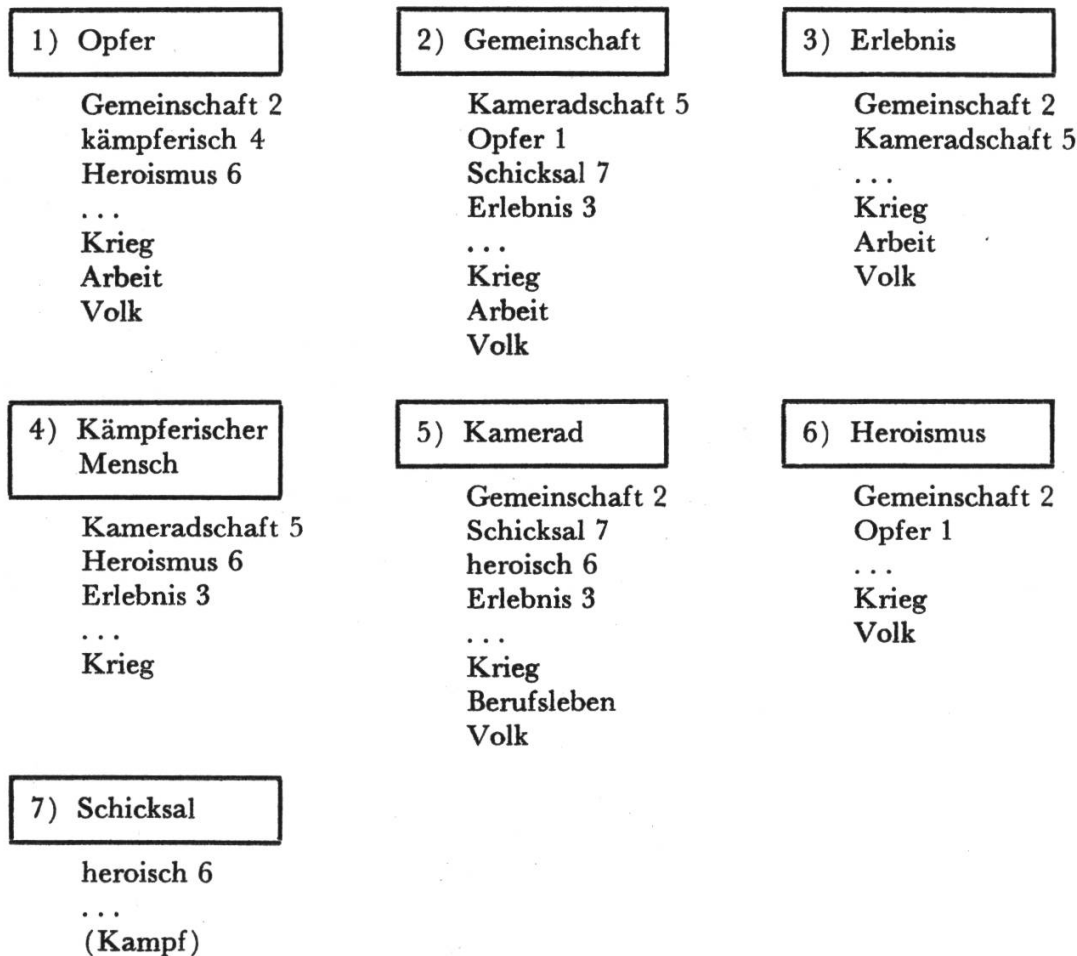 1) Opfer
Gemeinschaft 2
kämpferisch 4
Heroismus 6
. . .
Krieg
Arbeit
Volk
2) Gemeinschaft
Kameradschaft 5
Opfer 1
Schicksal 7
Erlebnis 3
. . .
Krieg
Arbeit
Volk
3) Erlebnis
Gemeinschaft 2
Kameradschaft 5
. . .
Krieg
Arbeit
Volk
4) Kämpferischer
Mensch
Kameradschaft 5
Heroismus 6
Erlebnis 3
. . .
Krieg
5) Kamerad
Gemeinschaft 2
Schicksal 7
heroisch 6
Erlebnis 3
. . .
Krieg
Berufsleben
Volk
6) Heroismus
Gemeinschaft 2
Opfer 1
. . .
Krieg
Volk
7) Schicksal
heroisch 6
. . .
(Kampf)